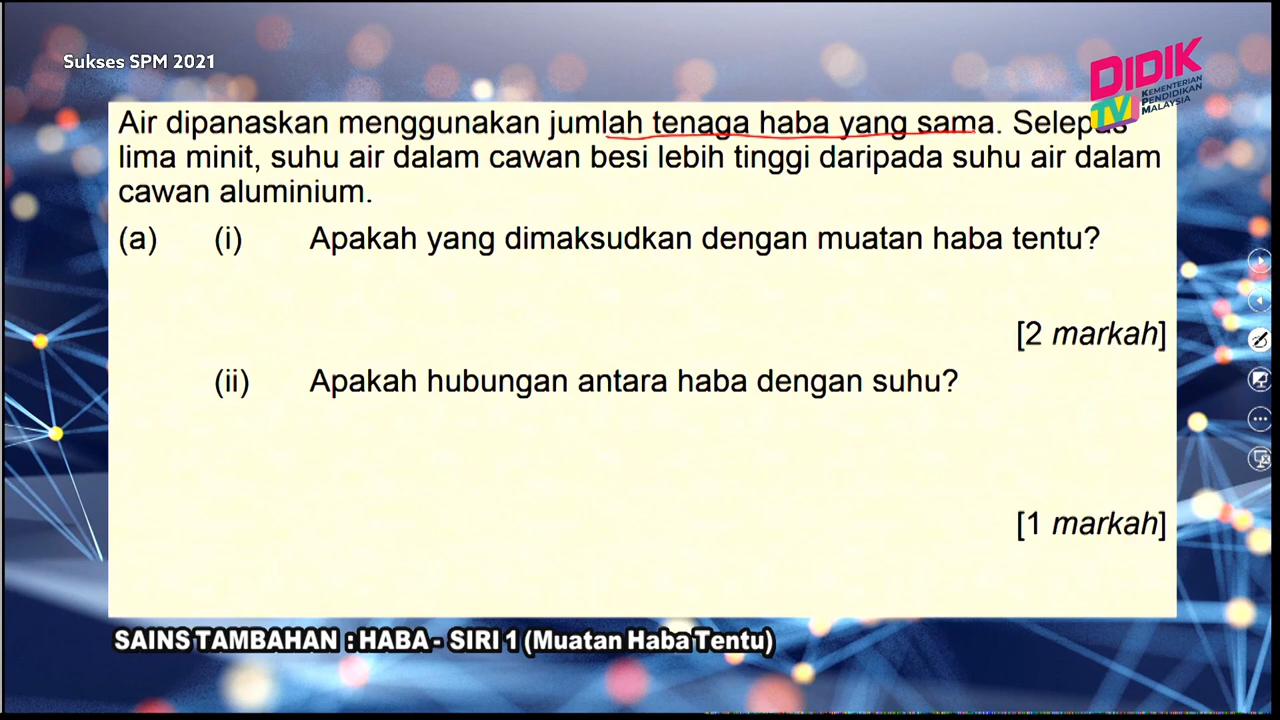 Sukses SPM 2021
DIDIK
TV KEMENTERIAN
PENDIDIKAN
MALAYSIA
Air dipanaskan menggunakan jumlah tenaga haba yang sama. Selepas
lima minit, suhu air dalam cawan besi lebih tinggi daripada suhu air dalam
cawan aluminium.
(a) (i) Apakah yang dimaksudkan dengan muatan haba tentu?
[2 markah]
(ii) Apakah hubungan antara haba dengan suhu?
[1 markah]
SAINS TAMBAHAN : HABA - SIRI 1 (Muatan Haba Tentu)